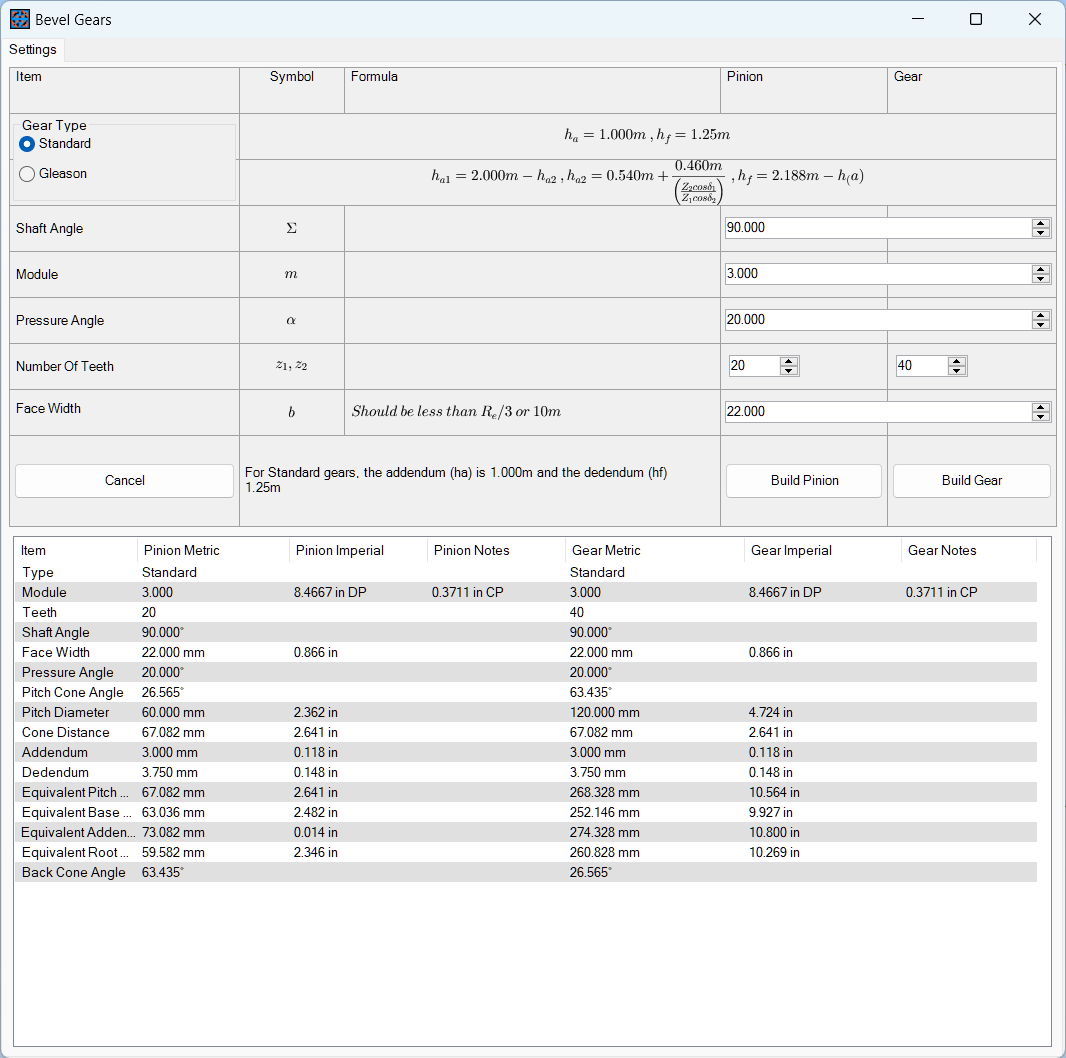 Bevel Gears
Settings
Item Symbol Formula Pinion Gear
Gear Type
Standard
h_a = 1.000m , h_f = 1.25m
Gleason
h_{a1} = 2.000m − h_{a2} , h_{a2} = 0.540m + \frac{0.460m}{\left(\frac{Z_2cosδ_1}{Z_1cosδ_2}\right)} , h_f = 2.188m − h_(a)
Shaft Angle Σ 90.000
Module m 3.000
Pressure Angle α 20.000
Number Of Teeth z_1, z_2 20 40
Face Width b Should be less than R_e/3 or 10m 22.000
Cancel
For Standard gears, the addendum (ha) is 1.000m and the dedendum (hf)
1.25m
Build Pinion Build Gear
Item Pinion Metric Pinion Imperial Pinion Notes Gear Metric Gear Imperial Gear Notes
Type Standard Standard
Module 3.000 8.4667 in DP 0.3711 in CP 3.000 8.4667 in DP 0.3711 in CP
Teeth 20 40
Shaft Angle 90.000° 90.000°
Face Width 22.000 mm 0.866 in 22.000 mm 0.866 in
Pressure Angle 20.000° 20.000°
Pitch Cone Angle 26.565° 63.435°
Pitch Diameter 60.000 mm 2.362 in 120.000 mm 4.724 in
Cone Distance 67.082 mm 2.641 in 67.082 mm 2.641 in
Addendum 3.000 mm 0.118 in 3.000 mm 0.118 in
Dedendum 3.750 mm 0.148 in 3.750 mm 0.148 in
Equivalent Pitch ... 67.082 mm 2.641 in 268.328 mm 10.564 in
Equivalent Base ... 63.036 mm 2.482 in 252.146 mm 9.927 in
Equivalent Adden... 73.082 mm 0.014 in 274.328 mm 10.800 in
Equivalent Root ... 59.582 mm 2.346 in 260.828 mm 10.269 in
Back Cone Angle 63.435° 26.565°